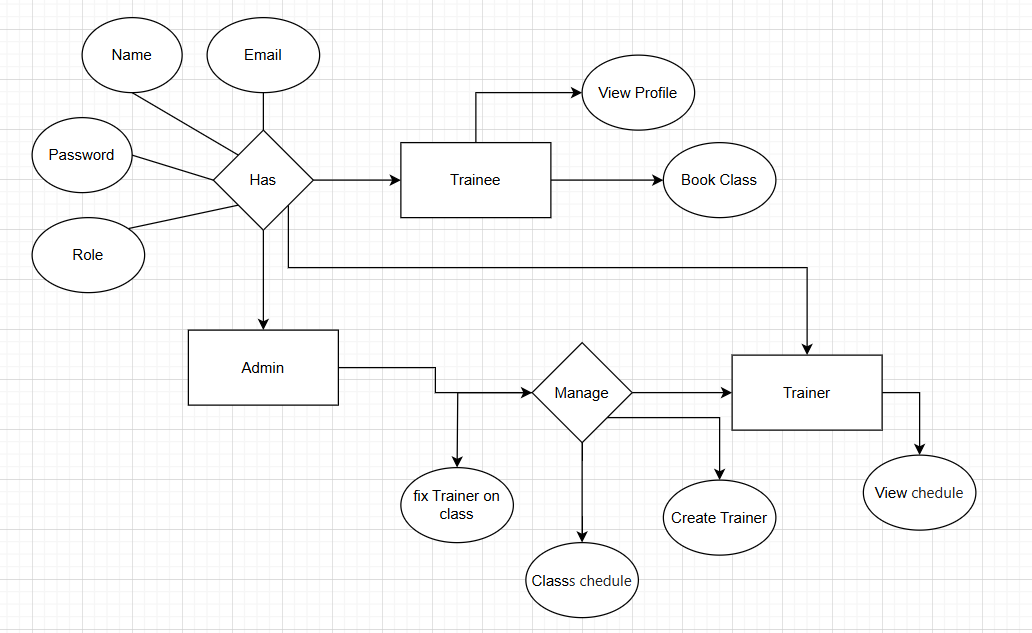 Name
Email
View Profile
Password
Has
Trainee
Book Class
Role
Admin
Manage
Trainer
fix Trainer on
class
View chedule
Create Trainer
Classs chedule